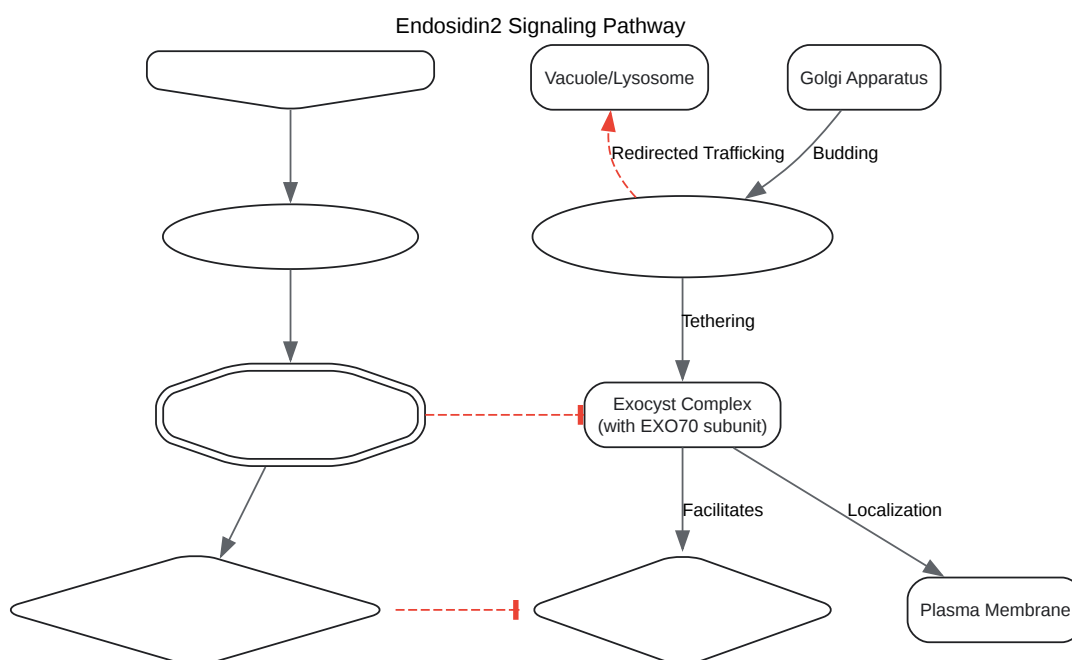 Endosidin2 Signaling Pathway
Vacuole/Lysosome
Golgi Apparatus
Redirected Trafficking
Budding
Tethering
Exocyst Complex
(with EXO70 subunit)
Facilitates
Localization
Plasma Membrane